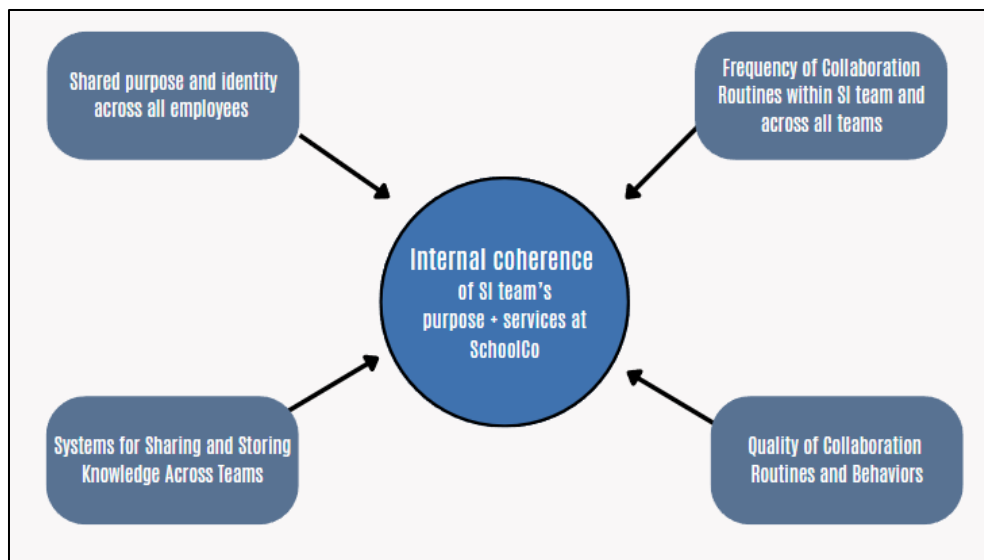 Shared purpose and identity
across all employees
Frequency of Collaboration
Routines within SI team and
across all teams
Internal coherence
of SI team's
purpose + services at
SchoolCo
Systems for Sharing and Storing
Knowledge Across Teams
Quality of Collaboration
Routines and Behaviors